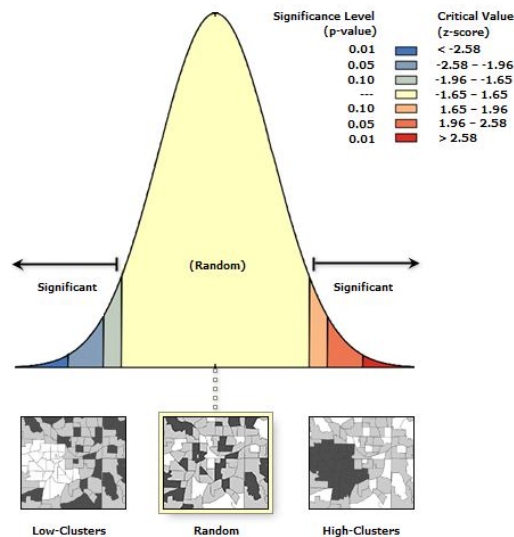 Significance Level
(p-value)
Critical Value
(z-score)
0.01 < -2.58
0.05 -2.58 – -1.96
0.10 -1.96 – -1.65
--- -1.65 – 1.65
0.10 1.65 – 1.96
0.05 1.96 – 2.58
0.01 > 2.58
(Random)
Significant
Significant
Low-Clusters
Random
High-Clusters